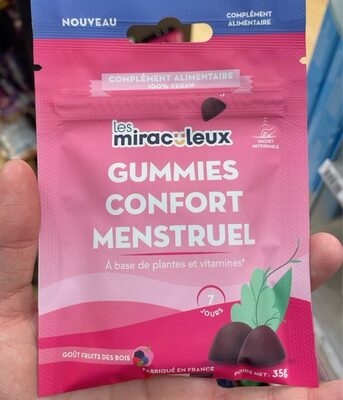 NOUVEAU
COMPLÉMENT
ALIMENTAIRE
COMPLÉMENT ALIMENTAIRE
100% VEGAN
les
miraculeux
SACHET
REFERMABLE
GUMMIES
CONFORT
MENSTRUEL
À base de plantes et vitamines*
7
JOURS
GOÛT FRUITS DES BOIS
FABRIQUÉ EN FRANCE
POIDS NET. 35g